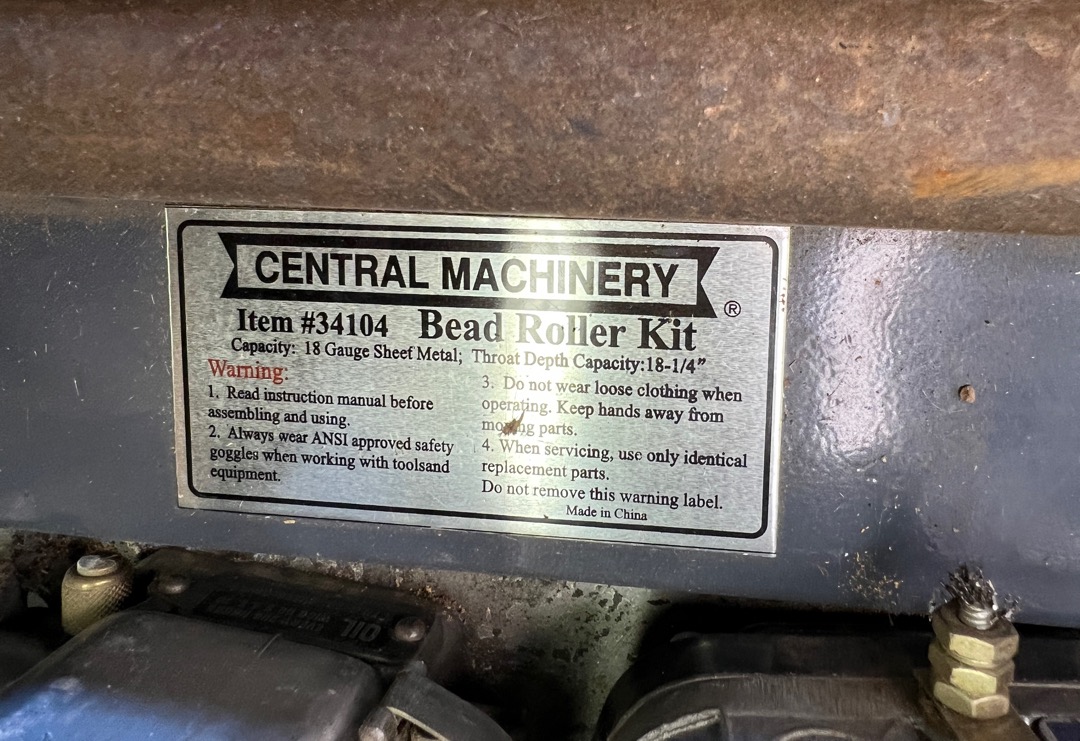 CENTRAL MACHINERY
®
Item #34104 Bead Roller Kit
Capacity: 18 Gauge Sheet Metal; Throat Depth Capacity:18-1/4”
Warning:
1. Read instruction manual before
assembling and using.
2. Always wear ANSI approved safety
goggles when working with toolsand
equipment.
3. Do not wear loose clothing when
operating. Keep hands away from
moving parts.
4. When servicing, use only identical
replacement parts.
Do not remove this warning label.
Made in China
OIL